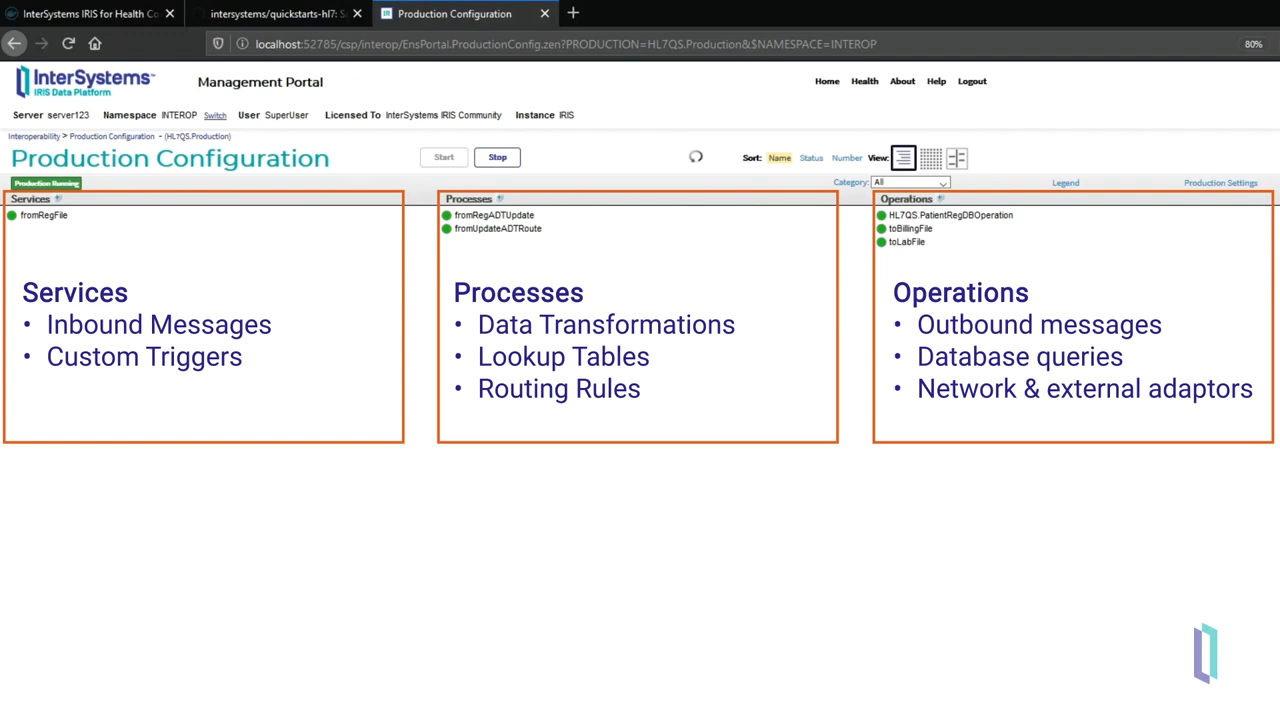 InterSystems IRIS for Health Co
intersystems/quickstarts-hl7: S
Production Configuration
localhost:52785/csp/interop/EnsPortal.ProductionConfig.zen?PRODUCTION=HL7QS.Production&$NAMESPACE=INTEROP
80%
InterSystems™
IRIS Data Platform
Management Portal
Home Health About Help Logout
Server server123 Namespace INTEROP Switch User SuperUser Licensed To InterSystems IRIS Community Instance IRIS
Interoperability > Production Configuration - (HL7QS.Production)
Production Configuration
Start Stop
Sort: Name Status Number View:
Production Running
Category: All Legend Production Settings
Services
fromRegFile
Services
• Inbound Messages
• Custom Triggers
Processes
fromRegADTUpdate
fromUpdateADTRoute
Processes
• Data Transformations
• Lookup Tables
• Routing Rules
Operations
HL7QS.PatientRegDBOperation
toBillingFile
toLabFile
Operations
• Outbound messages
• Database queries
• Network & external adaptors